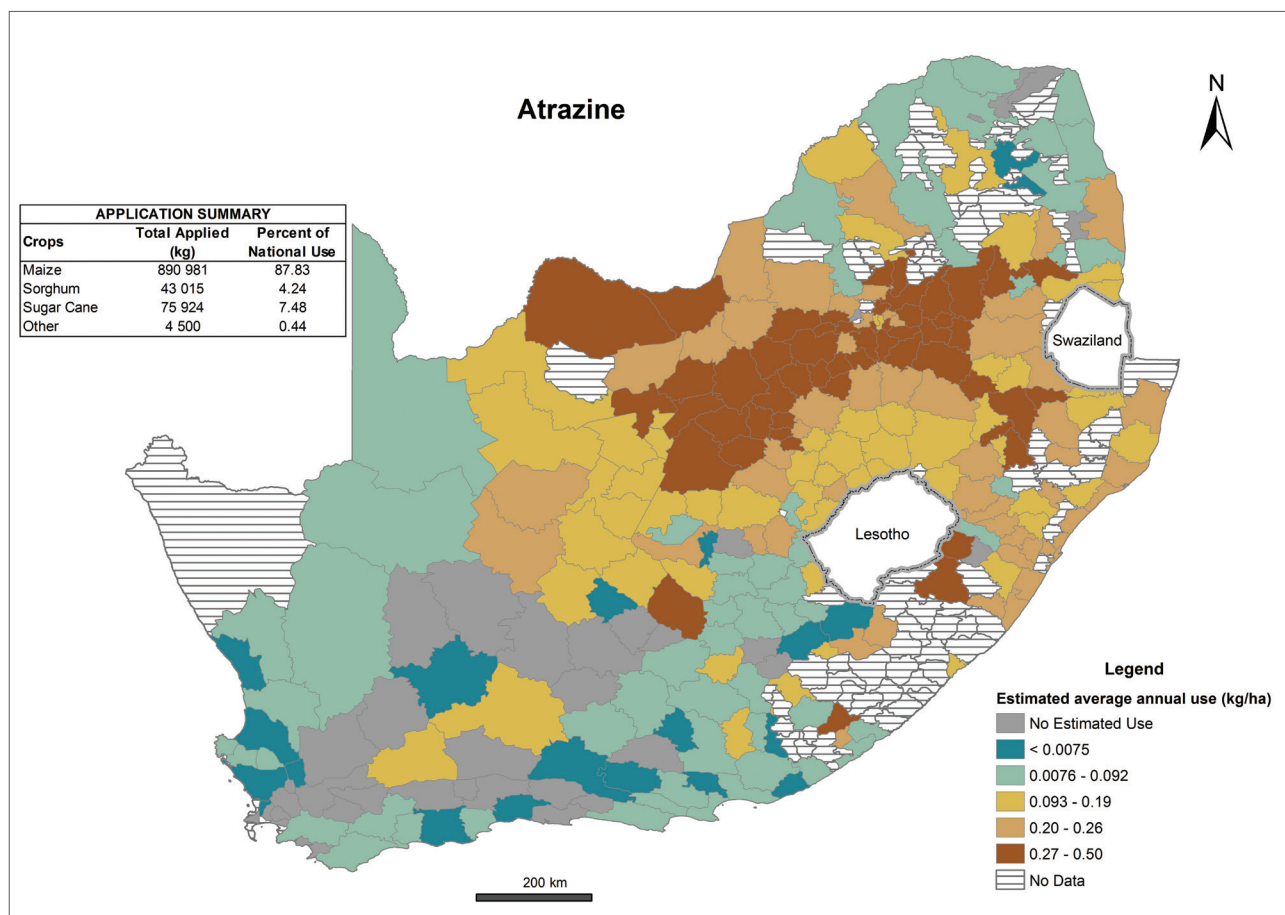 Atrazine
N
APPLICATION SUMMARY
Crops Total Applied (kg) Percent of National Use
Maize 890 981 87.83
Sorghum 43 015 4.24
Sugar Cane 75 924 7.48
Other 4 500 0.44
Swaziland
Lesotho
Legend
Estimated average annual use (kg/ha)
No Estimated Use
< 0.0075
0.0076 - 0.092
0.093 - 0.19
0.20 - 0.26
0.27 - 0.50
No Data
200 km